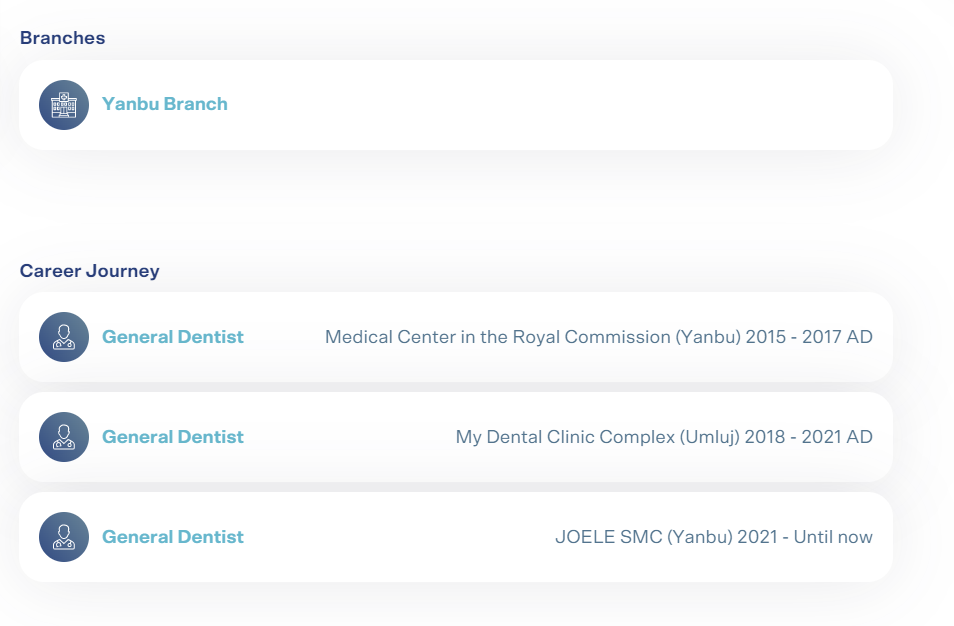 Branches
Yanbu Branch
Career Journey
General Dentist Medical Center in the Royal Commission (Yanbu) 2015 - 2017 AD
General Dentist My Dental Clinic Complex (Umluj) 2018 - 2021 AD
General Dentist JOELE SMC (Yanbu) 2021 - Until now